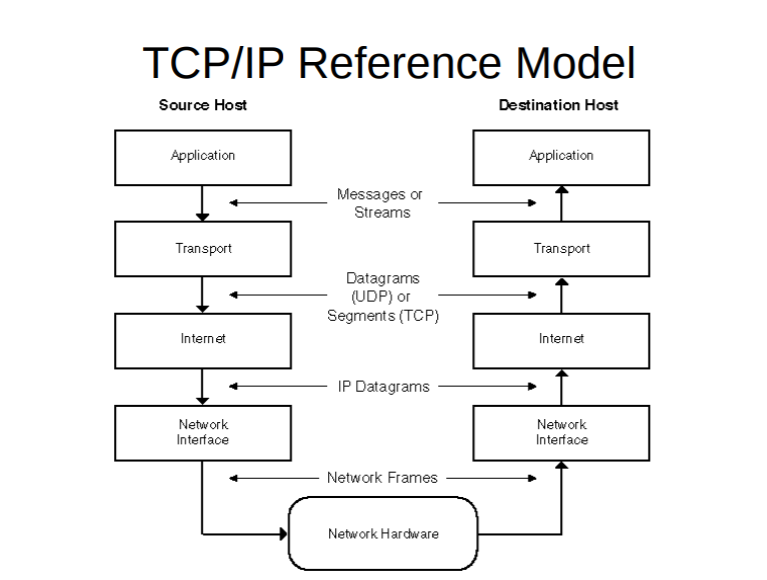 TCP/IP Reference Model
Source Host
Destination Host
Application
Application
Messages or
Streams
Transport
Transport
Datagrams
(UDP) or
Segments (TCP)
Internet
Internet
IP Datagrams
Network
Interface
Network
Interface
Network Frames
Network Hardware